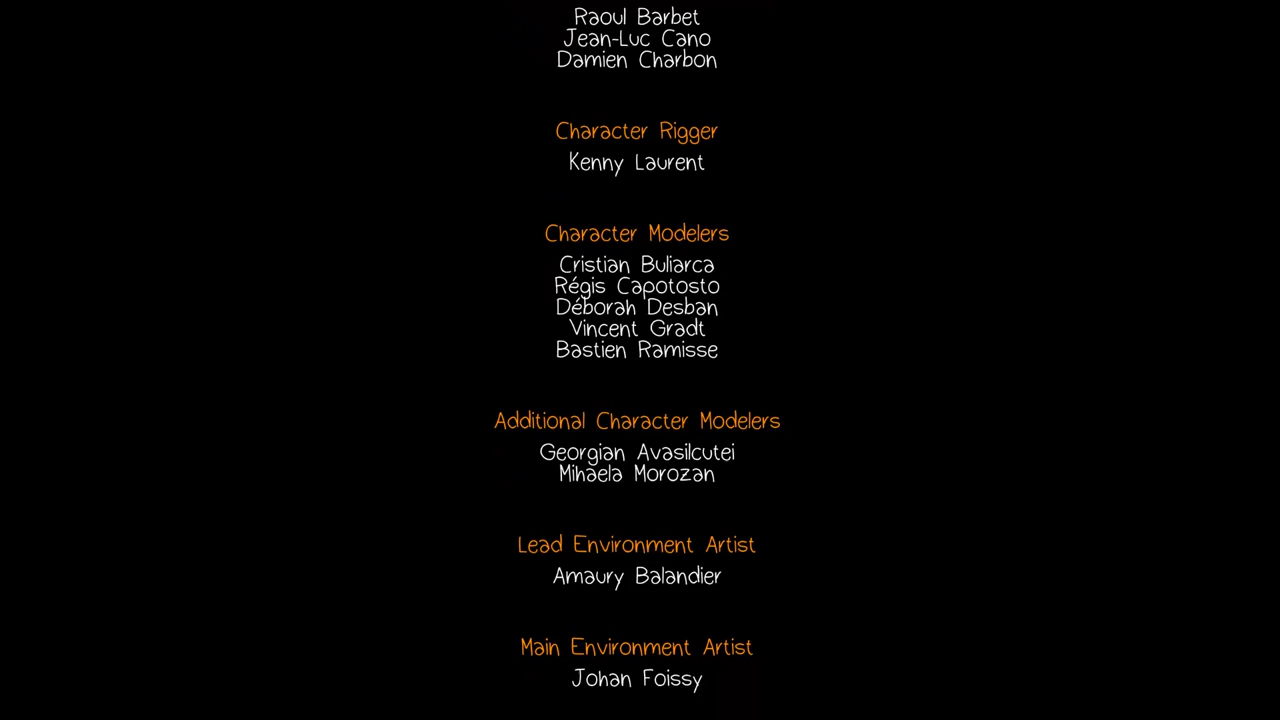 Raoul Barbet
Jean-Luc Cano
Damien Charbon
Character Rigger
Kenny Laurent
Character Modelers
Cristian Buliarca
Régis Capotosto
Déborah Desban
Vincent Gradt
Bastien Ramisse
Additional Character Modelers
Georgian Avasilcutei
Mihaela Morozan
Lead Environment Artist
Amaury Balandier
Main Environment Artist
Johan Foissy